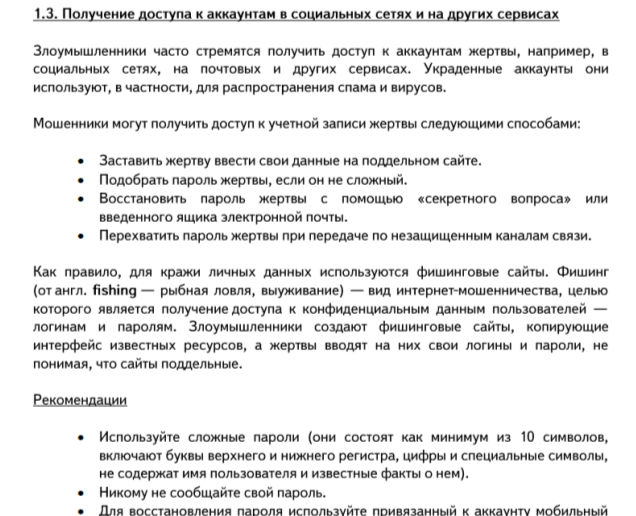 1.3. Получение доступа к аккаунтам в социальных сетях и на других сервисах
Злоумышленники часто стремятся получить доступ к аккаунтам жертвы, например, в
социальных сетях, на почтовых и других сервисах. Украденные аккаунты они
используют, в частности, для распространения спама и вирусов.
Мошенники могут получить доступ к учетной записи жертвы следующими способами:
• Заставить жертву ввести свои данные на поддельном сайте.
• Подобрать пароль жертвы, если он не сложный.
• Восстановить пароль жертвы с помощью «секретного вопроса» или
введенного ящика электронной почты.
• Перехватить пароль жертвы при передаче по незащищенным каналам связи.
Как правило, для кражи личных данных используются фишинговые сайты. Фишинг
(от англ. fishing — рыбная ловля, выуживание) — вид интернет-мошенничества, целью
которого является получение доступа к конфиденциальным данным пользователей —
логинам и паролям. Злоумышленники создают фишинговые сайты, копирующие
интерфейс известных ресурсов, а жертвы вводят на них свои логины и пароли, не
понимая, что сайты поддельные.
Рекомендации
• Используйте сложные пароли (они состоят как минимум из 10 символов,
включают буквы верхнего и нижнего регистра, цифры и специальные символы,
не содержат имя пользователя и известные факты о нем).
• Никому не сообщайте свой пароль.
• Для восстановления пароля используйте привязанный к аккаунту мобильный